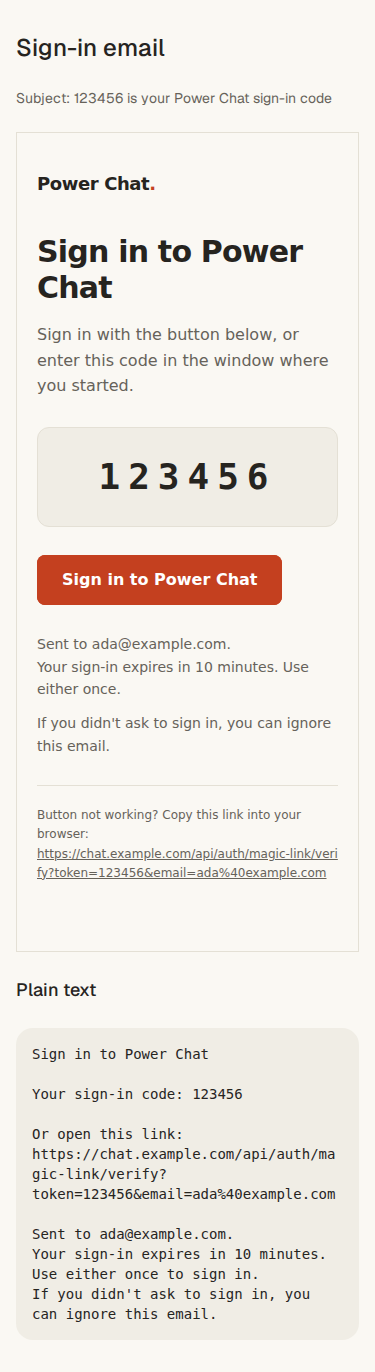 Sign-in email
Subject: 123456 is your Power Chat sign-in code
Power Chat.
Sign in to Power
Chat
Sign in with the button below, or
enter this code in the window where
you started.
123456
Sign in to Power Chat
Sent to ada@example.com.
Your sign-in expires in 10 minutes. Use
either once.
If you didn't ask to sign in, you can ignore
this email.
Button not working? Copy this link into your
browser:
https://chat.example.com/api/auth/magic-link/veri
fy?token=123456&email=ada%40example.com
Plain text
Sign in to Power Chat
Your sign-in code: 123456
Or open this link:
https://chat.example.com/api/auth/ma
gic-link/verify?
token=123456&email=ada%40example.com
Sent to ada@example.com.
Your sign-in expires in 10 minutes.
Use either once to sign in.
If you didn't ask to sign in, you
can ignore this email.